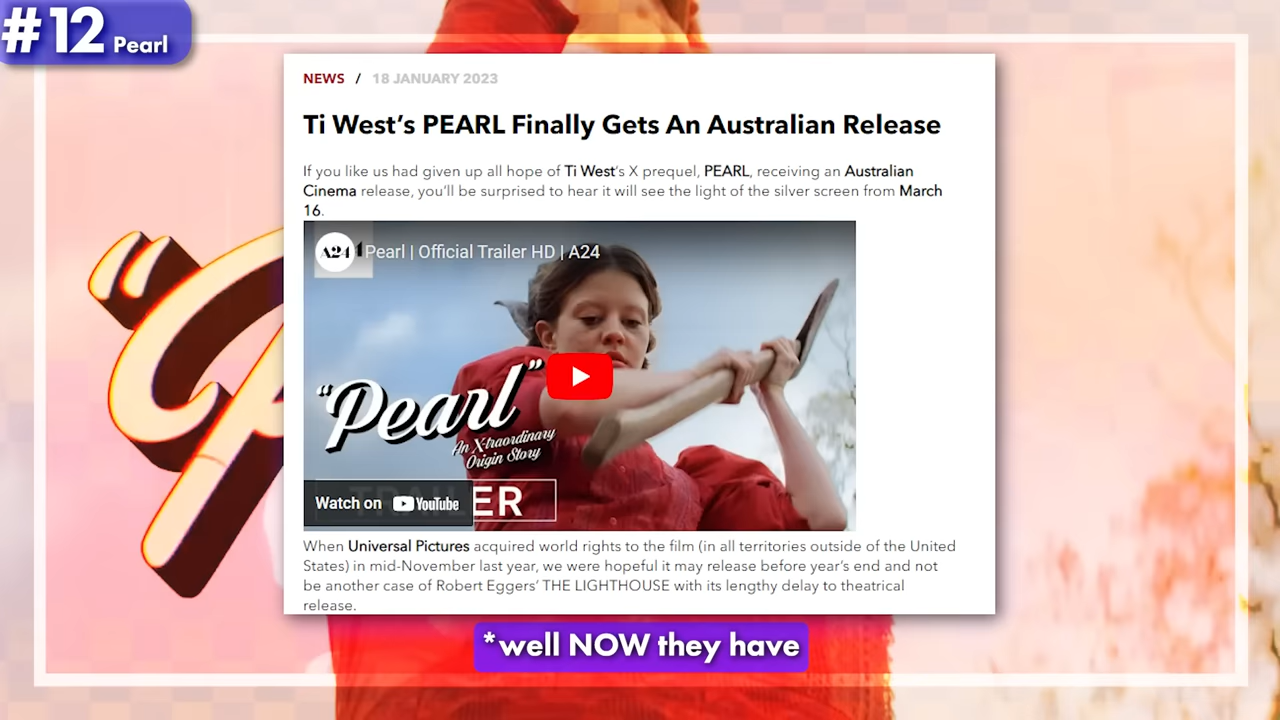 #12 Pearl
NEWS / 18 JANUARY 2023
Ti West's PEARL Finally Gets An Australian Release
If you like us had given up all hope of Ti West's X prequel, PEARL, receiving an Australian
Cinema release, you'll be surprised to hear it will see the light of the silver screen from March
16.
A24
Pearl | Official Trailer HD | A24
"Pearl"
An X-traordinary
Origin Story
Watch on YouTube
ER
When Universal Pictures acquired world rights to the film (in all territories outside of the United
States) in mid-November last year, we were hopeful it may release before year's end and not
be another case of Robert Eggers' THE LIGHTHOUSE with its lengthy delay to theatrical
release.
*well NOW they have